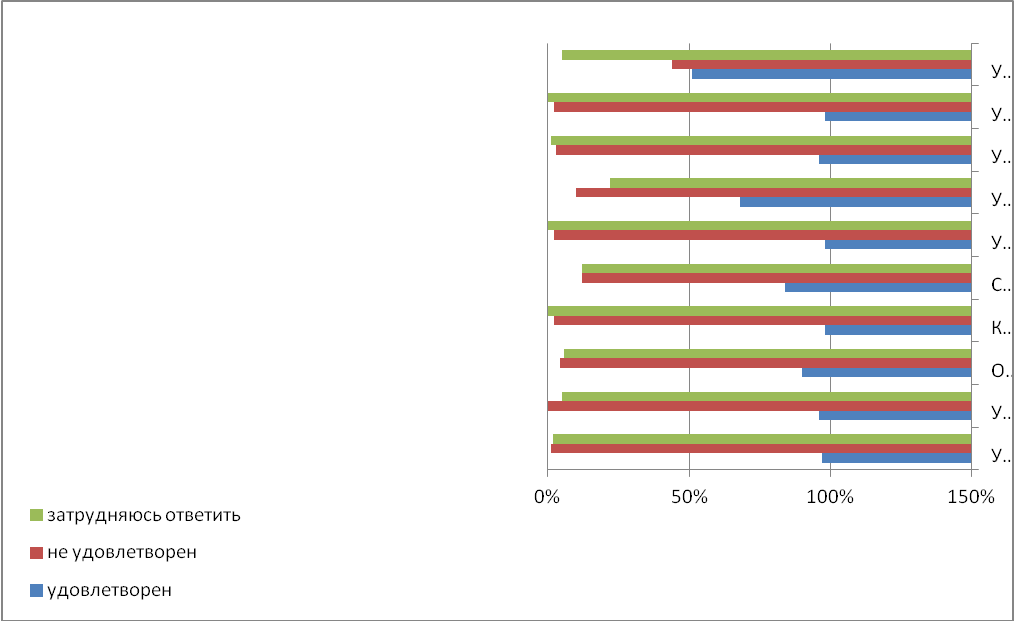 У..
У..
У..
У..
У..
С..
К..
О..
У..
У..
0% 50% 100% 150%
затрудняюсь ответить
не удовлетворен
удовлетворен